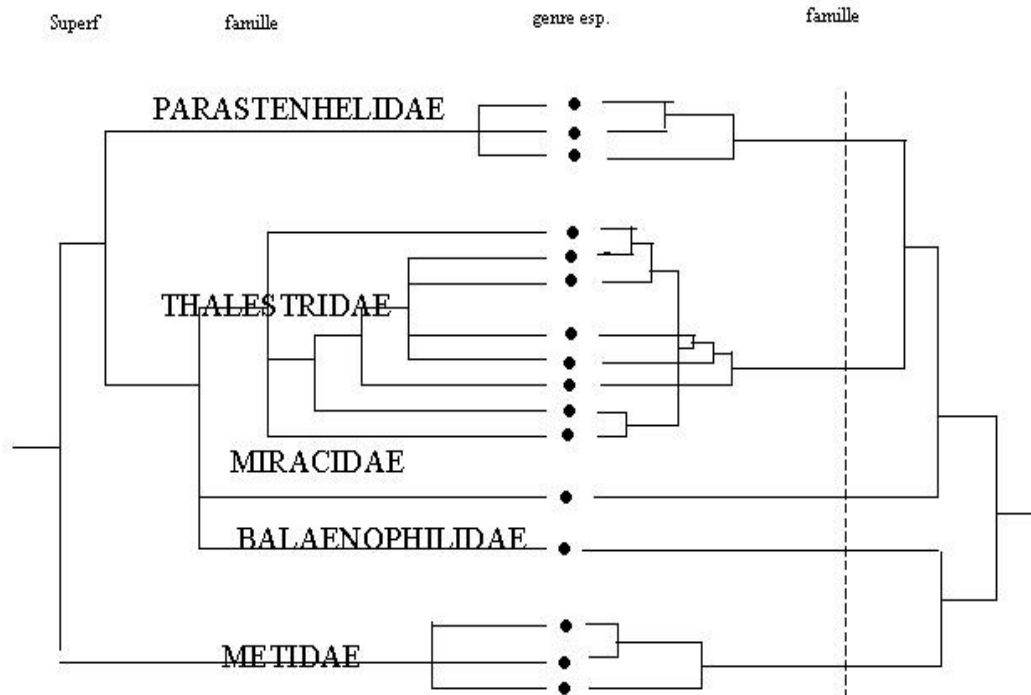 Superf famille genre esp. famille
PARASTENHELIDAE
THALESTRIDAE
MIRACIDAE
BALAENOPHILIDAE
METIDAE